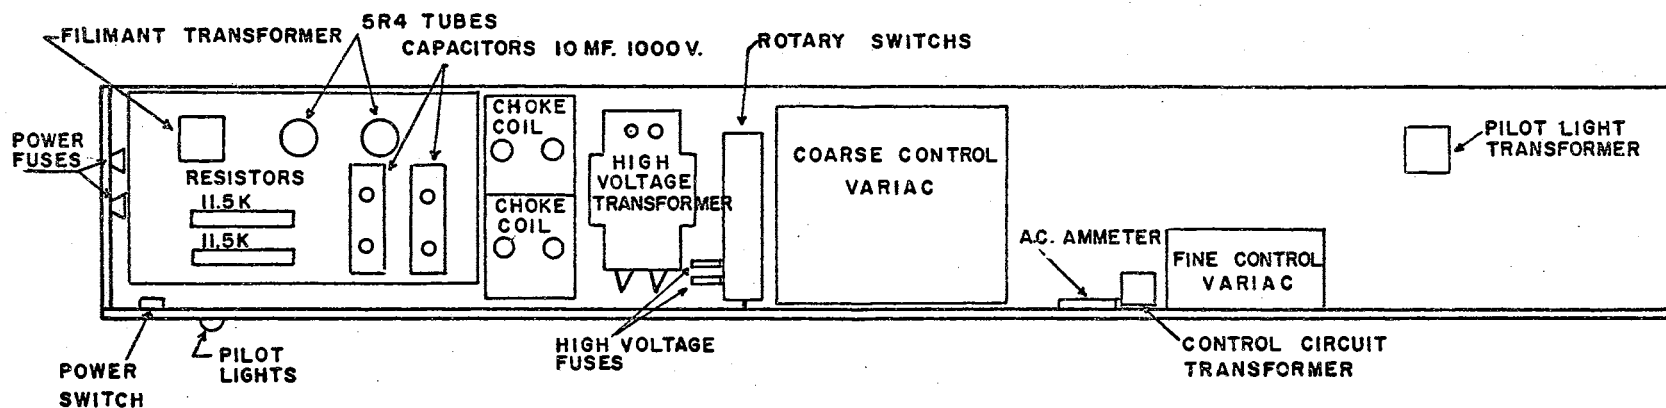 FILIMANT TRANSFORMER
5R4 TUBES
CAPACITORS 10 MF. 1000 V.
ROTARY SWITCHS
POWER
FUSES
RESISTORS
11.5K
11.5K
CHOKE
COIL
CHOKE
COIL
HIGH
VOLTAGE
TRANSFORMER
COARSE CONTROL
VARIAC
PILOT LIGHT
TRANSFORMER
A.C. AMMETER
FINE CONTROL
VARIAC
POWER
SWITCH
PILOT
LIGHTS
HIGH VOLTAGE
FUSES
CONTROL CIRCUIT
TRANSFORMER